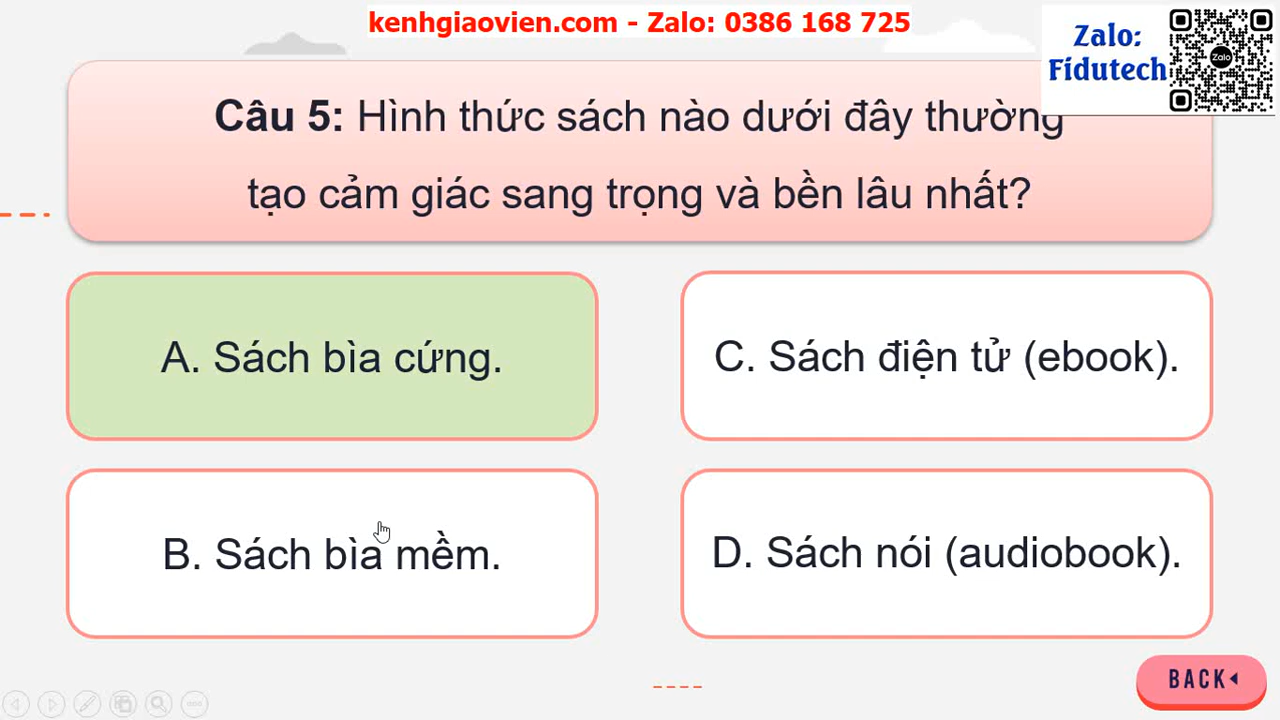 kenhgiaovien.com - Zalo: 0386 168 725
Zalo:
Fidutech
Zalo
Câu 5: Hình thức sách nào dưới đây thường
tạo cảm giác sang trọng và bền lâu nhất?
A. Sách bìa cứng.
C. Sách điện tử (ebook).
B. Sách bìa mềm.
D. Sách nói (audiobook).
BACK